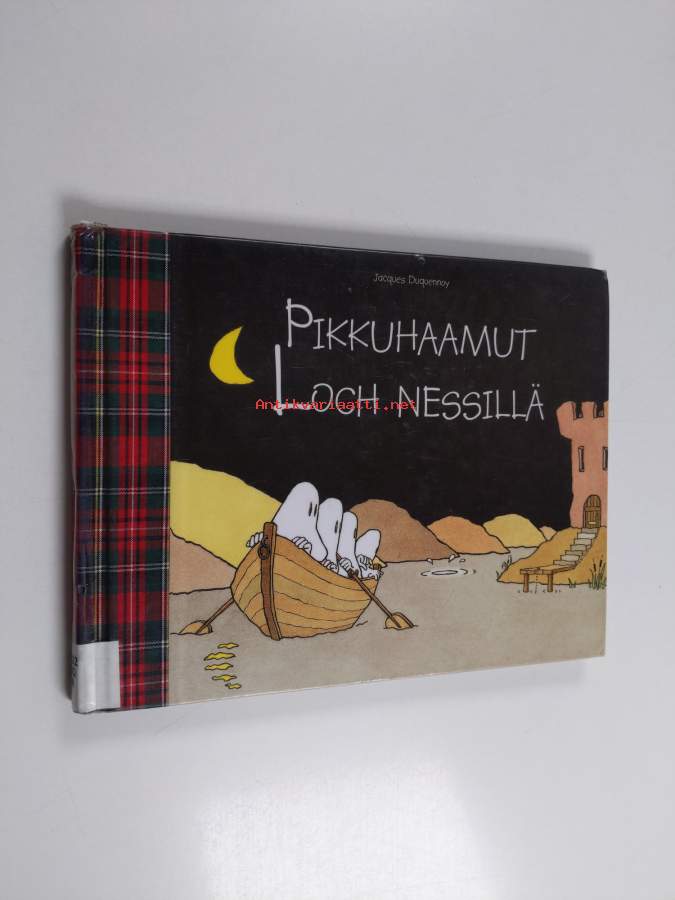 Jacques Duquennoy
PIKKUHAAMUT
LOCH NESSILLÄ
Antikvariaatti.net